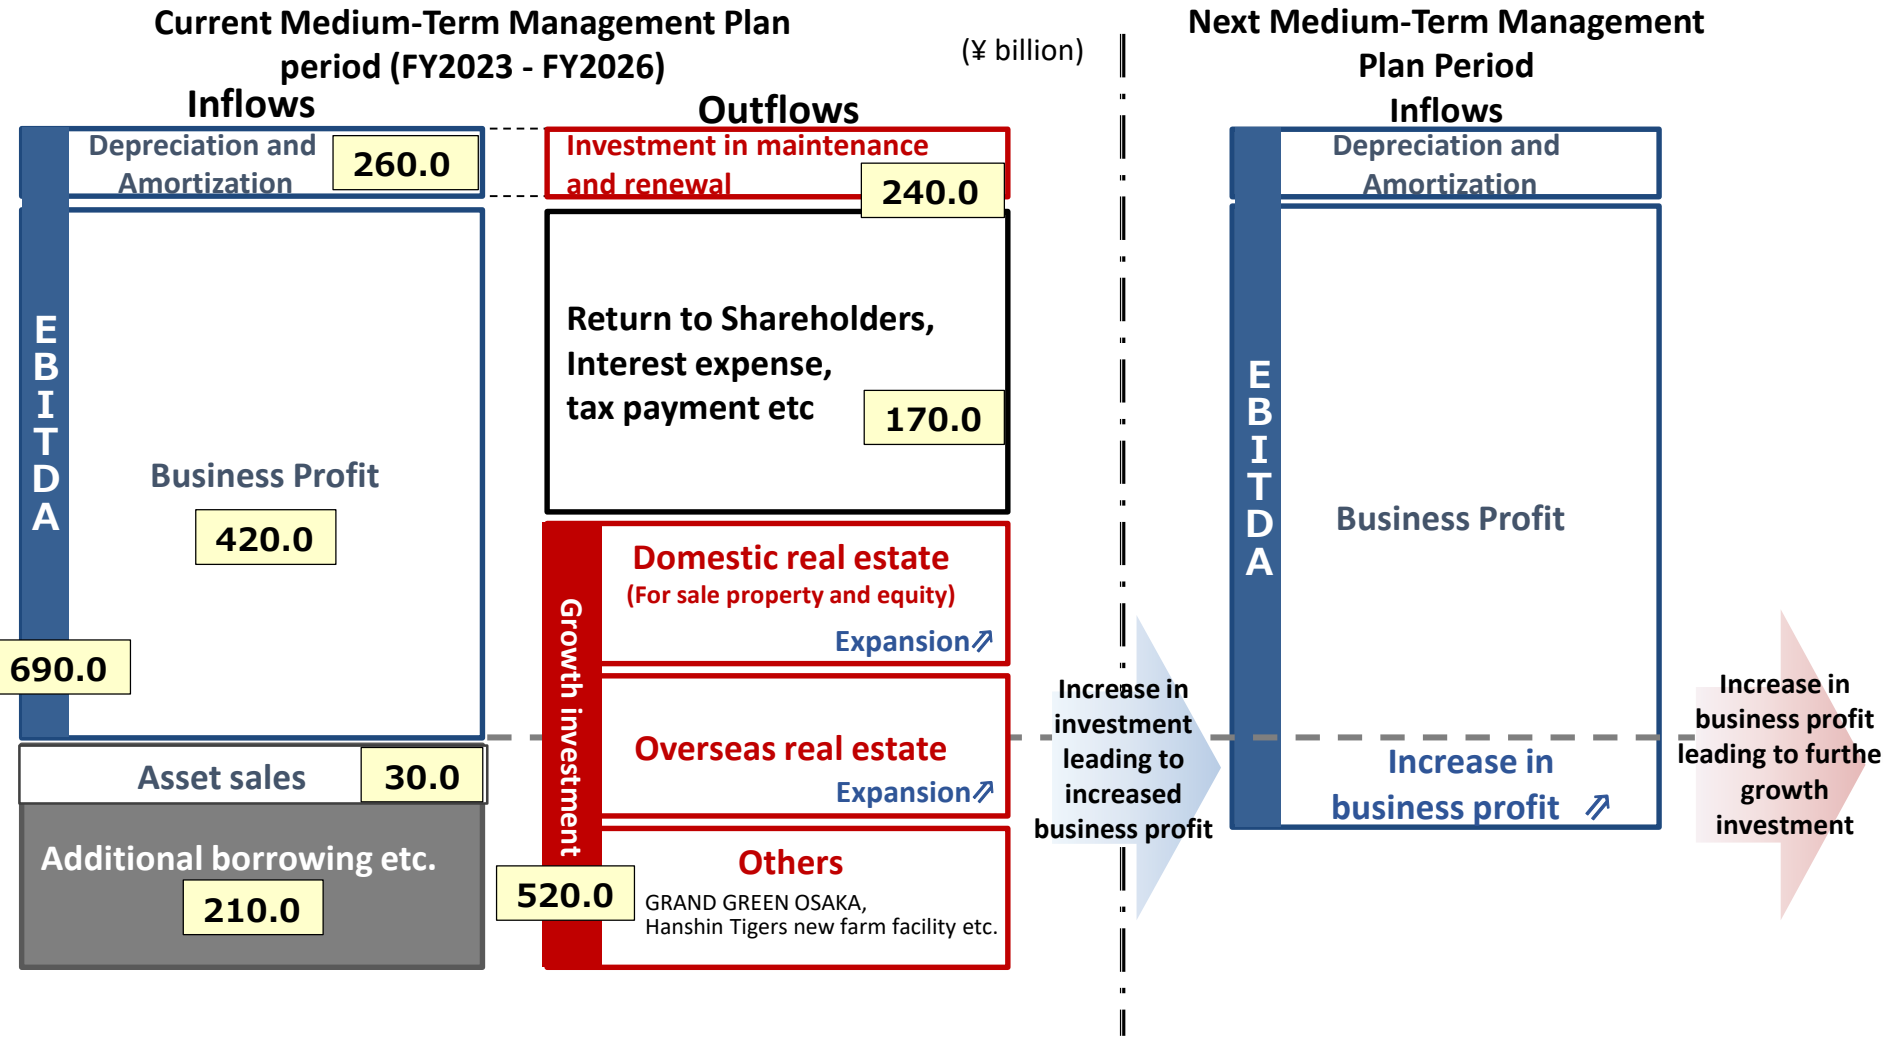 Current Medium-Term Management Plan
period (FY2023 - FY2026)
(¥ billion)
Inflows
Depreciation and
Amortization
260.0
EBITDA
Business Profit
420.0
690.0
Asset sales
30.0
Additional borrowing etc.
210.0
Outflows
Investment in maintenance
and renewal
240.0
Return to Shareholders,
Interest expense,
tax payment etc
170.0
Growth investment
520.0
Domestic real estate
(For sale property and equity)
Expansion⇗
Overseas real estate
Expansion⇗
Others
GRAND GREEN OSAKA,
Hanshin Tigers new farm facility etc.
Increase in
investment
leading to
increased
business profit
Next Medium-Term Management
Plan Period
Inflows
Depreciation and
Amortization
EBITDA
Business Profit
Increase in
business profit ⇗
Increase in
business profit
leading to furthe
growth
investment